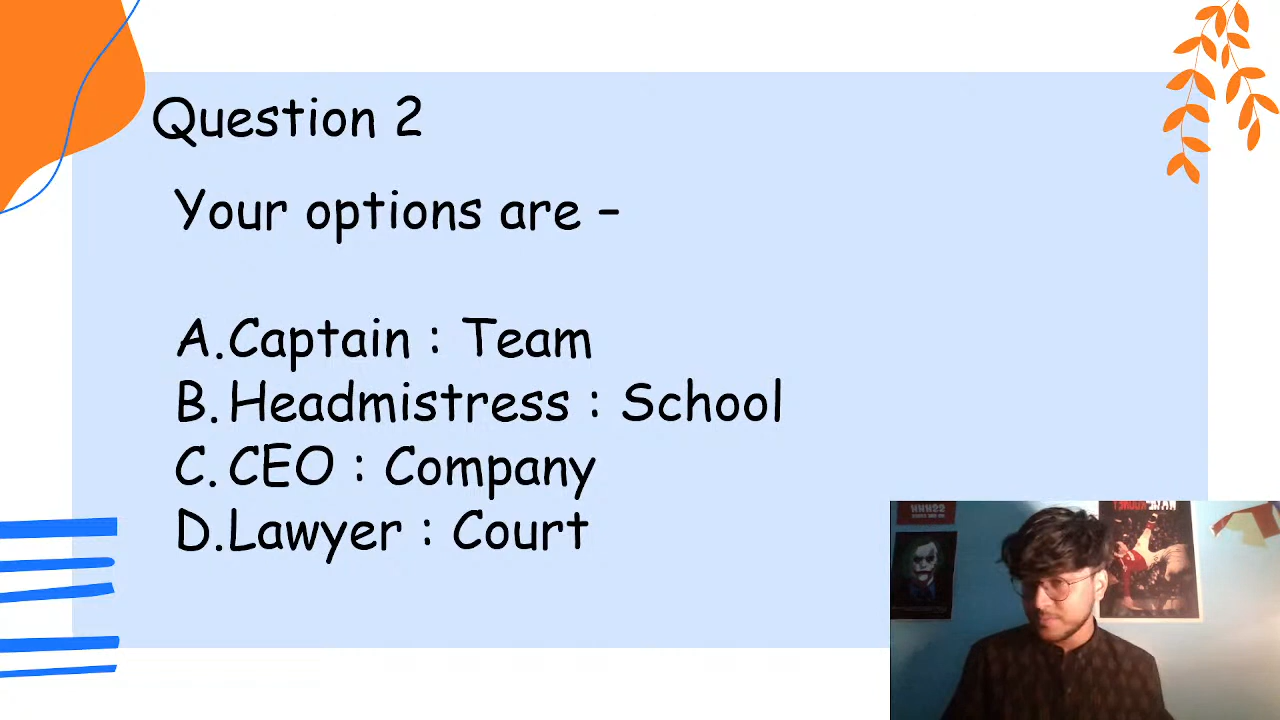 Question 2
Your options are –
A. Captain : Team
B. Headmistress : School
C. CEO : Company
D. Lawyer : Court